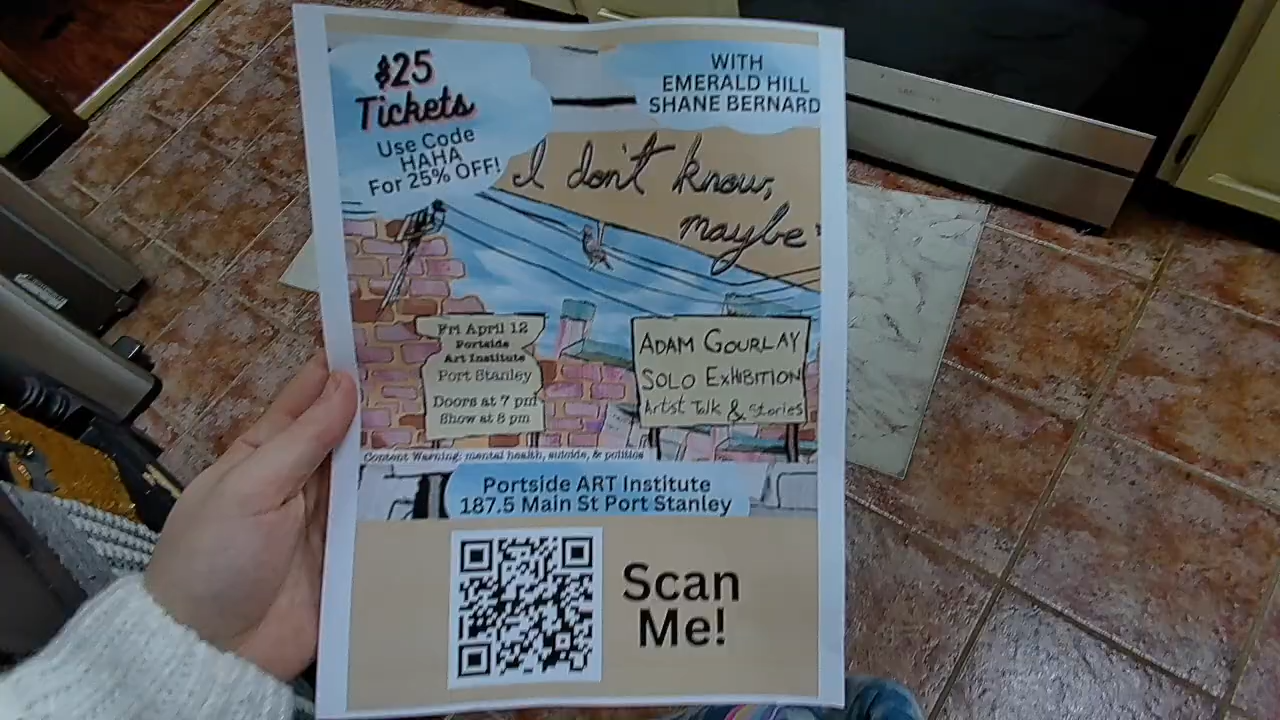 $25
Tickets
Use Code
HAHA
For 25% OFF!
WITH
EMERALD HILL
SHANE BERNARD
I don't know,
maybe
Fri April 12
Portside
Art Institute
Port Stanley
Doors at 7 pm
Show at 8 pm
ADAM GOURLAY
SOLO EXHIBITION
Artist Talk & Stories
Content Warning: mental health, suicide, & politics
Portside ART Institute
187.5 Main St Port Stanley
Scan
Me!